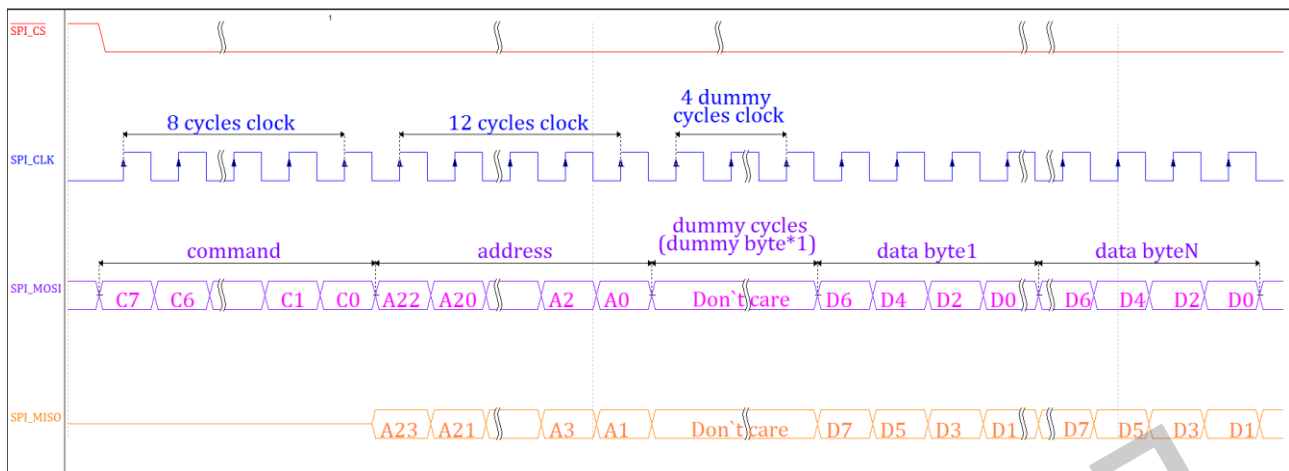 1
SPI_CS
4 dummy
cycles clock
8 cycles clock
12 cycles clock
SPI_CLK
dummy cycles
(dummy byte*1)
command
address
data byte1
data byteN
SPI_MOSI
C7 C6 C1 C0 A22 A20 A2 A0 Don`t care D6 D4 D2 D0 D6 D4 D2 D0
SPI_MISO
A23 A21 A3 A1 Don`t care D7 D5 D3 D1 D7 D5 D3 D1